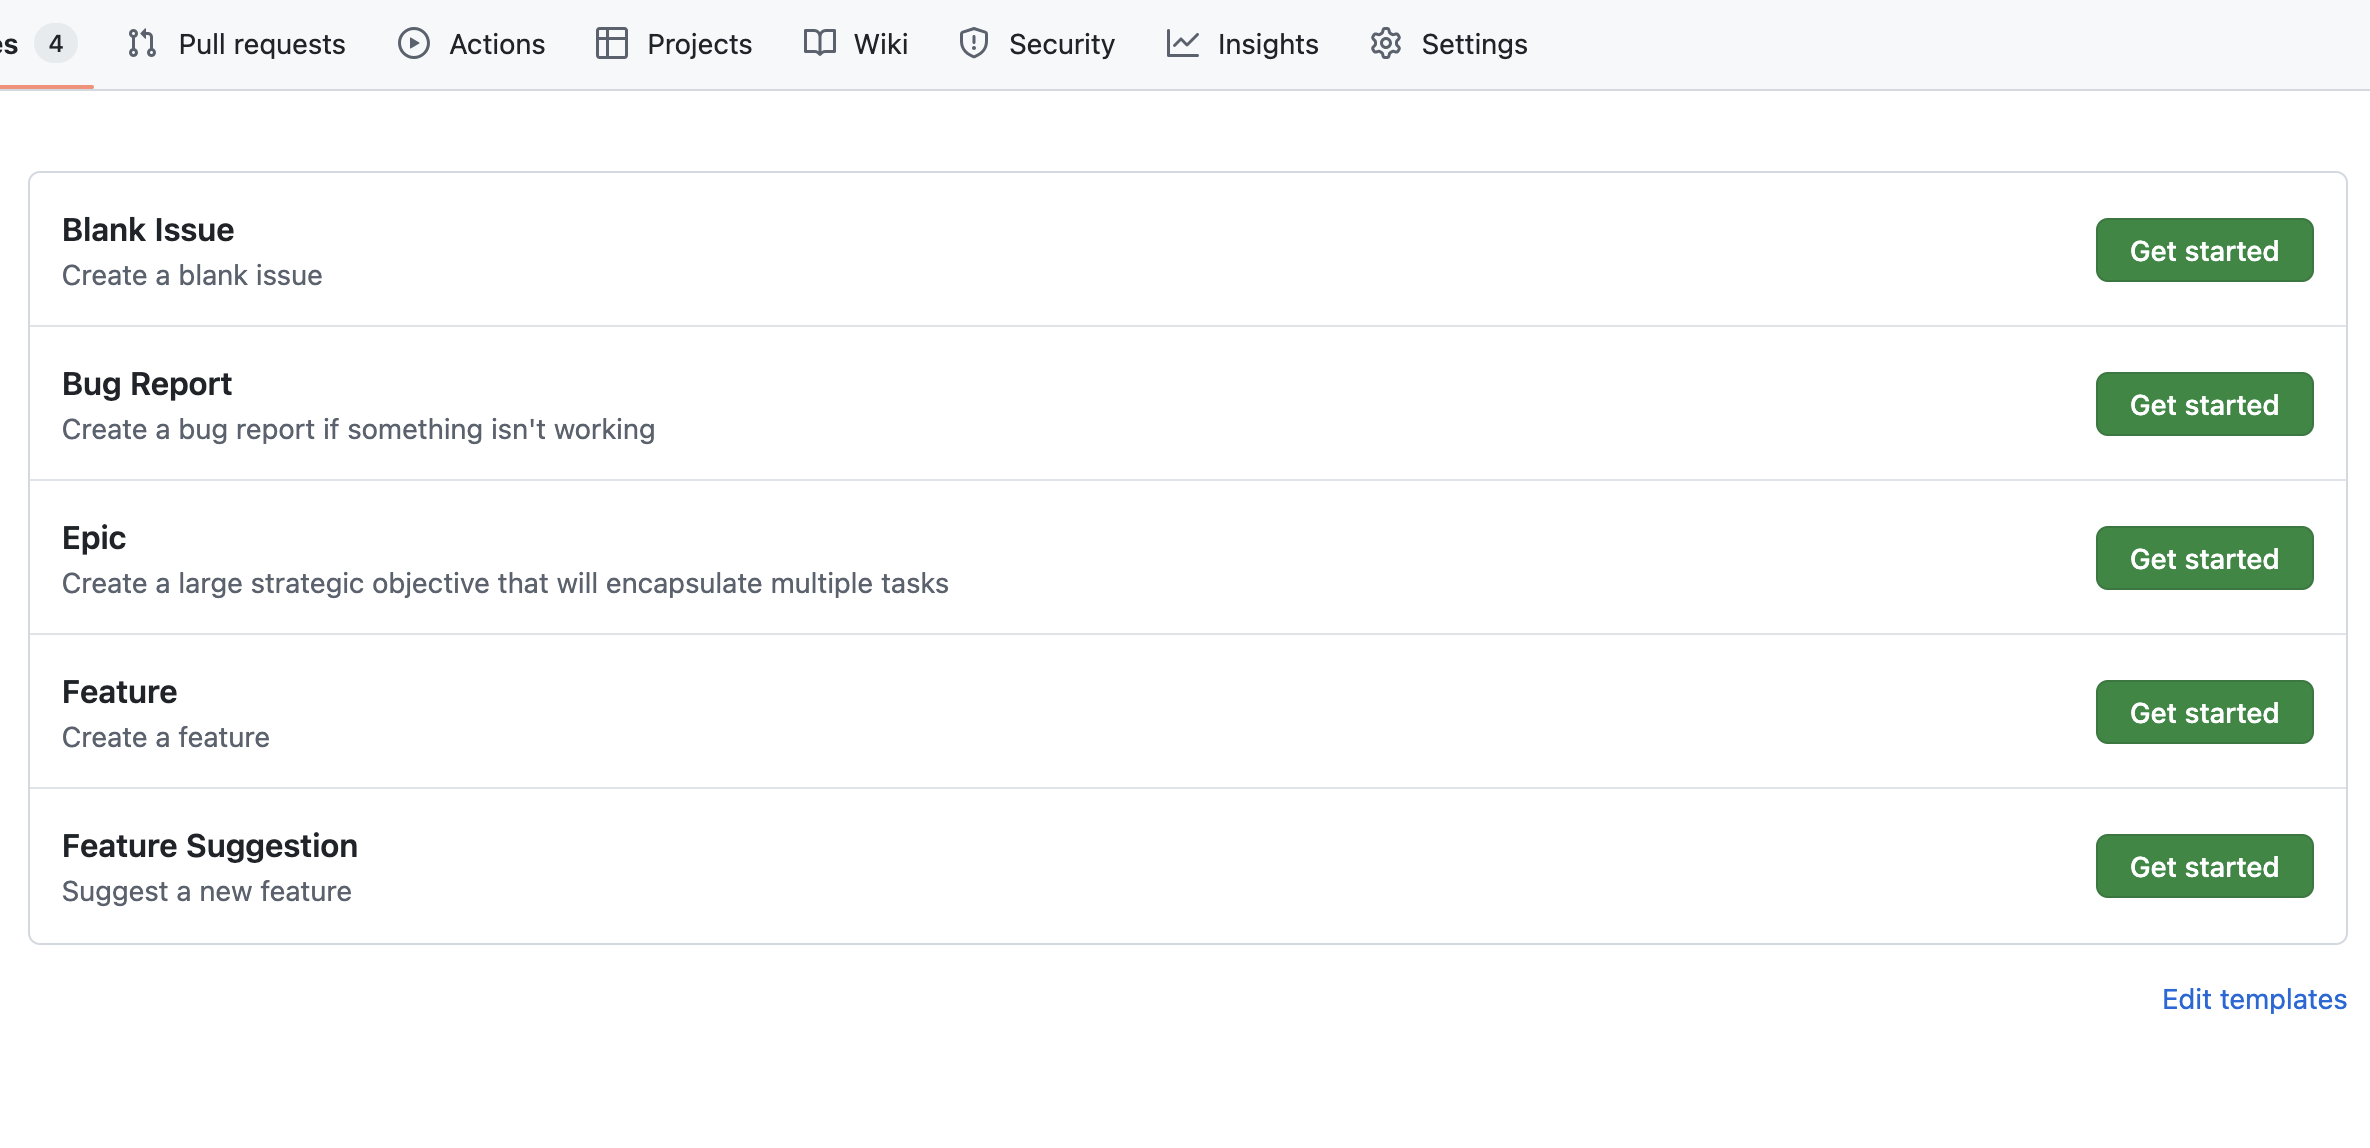 es 4 Pull requests Actions Projects Wiki Security Insights Settings
Blank Issue
Create a blank issue
Get started
Bug Report
Create a bug report if something isn't working
Get started
Epic
Create a large strategic objective that will encapsulate multiple tasks
Get started
Feature
Create a feature
Get started
Feature Suggestion
Suggest a new feature
Get started
Edit templates